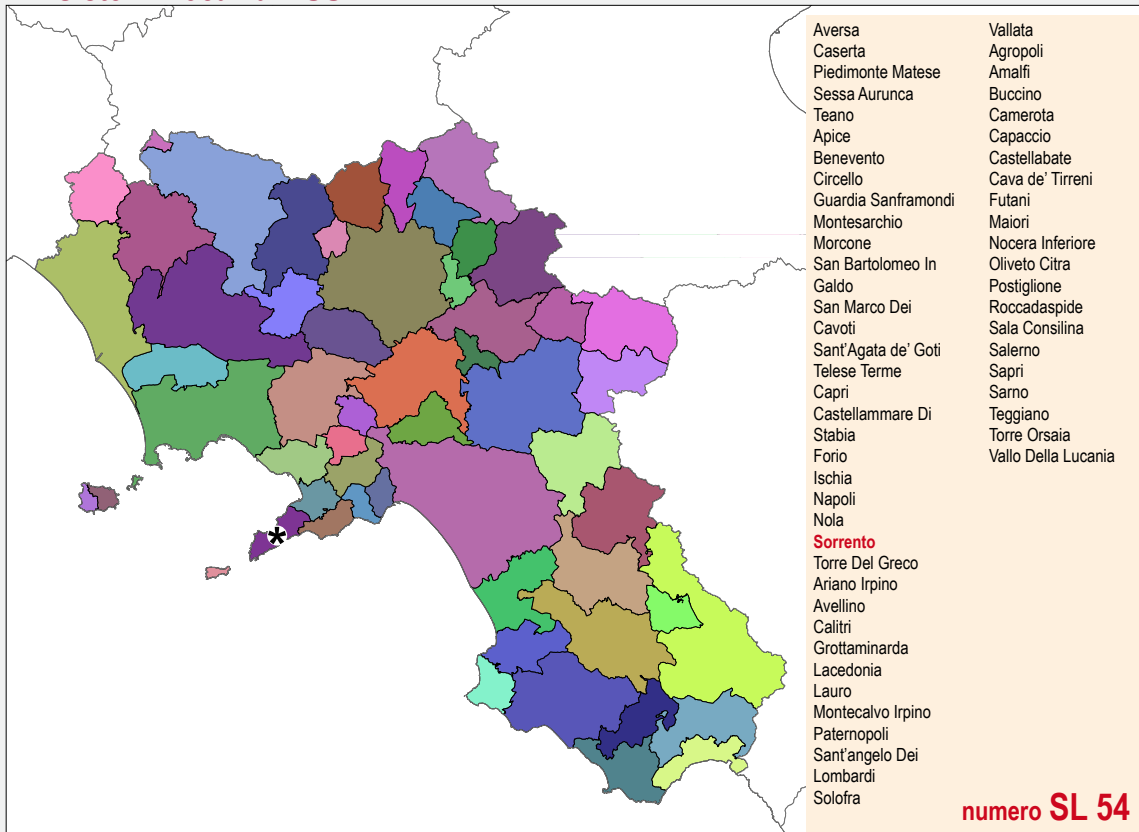 Aversa
Caserta
Piedimonte Matese
Sessa Aurunca
Teano
Apice
Benevento
Circello
Guardia Sanframondi
Montesarchio
Morcone
San Bartolomeo In
Galdo
San Marco Dei
Cavoti
Sant'Agata de' Goti
Telese Terme
Capri
Castellammare Di
Stabia
Forio
Ischia
Napoli
Nola
Sorrento
Torre Del Greco
Ariano Irpino
Avellino
Calitri
Grottaminarda
Lacedonia
Lauro
Montecalvo Irpino
Paternopoli
Sant'angelo Dei
Lombardi
Solofra
Vallata
Agropoli
Amalfi
Buccino
Camerota
Capaccio
Castellabate
Cava de' Tirreni
Futani
Maiori
Nocera Inferiore
Oliveto Citra
Postiglione
Roccadaspide
Sala Consilina
Salerno
Sapri
Sarno
Teggiano
Torre Orsaia
Vallo Della Lucania
*
numero SL 54